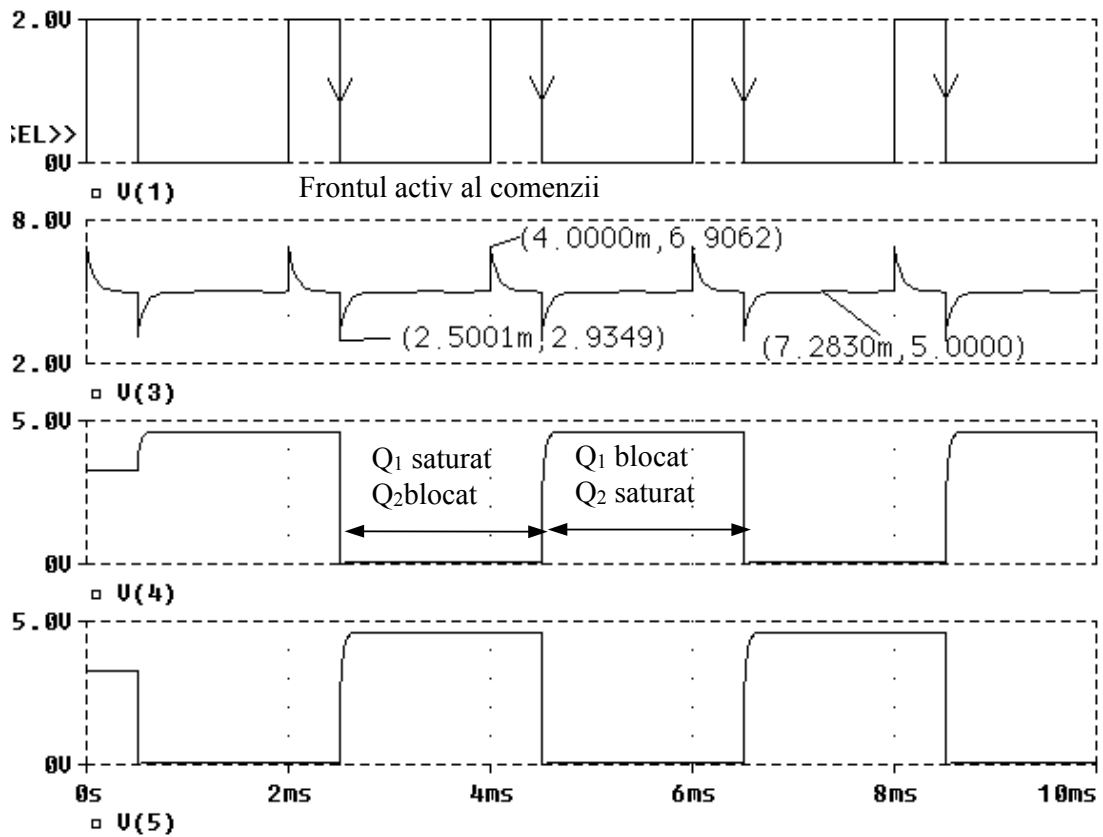 2.0V
SEL>>
0V
▫ V(1)
Frontul activ al comenzii
8.0V
(4.0000m,6.9062)
(2.5001m,2.9349)
(7.2830m,5.0000)
2.0V
▫ V(3)
5.0V
Q1 saturat
Q2blocat
Q1 blocat
Q2 saturat
0V
▫ V(4)
5.0V
0V
0s 2ms 4ms 6ms 8ms 10ms
▫ V(5)